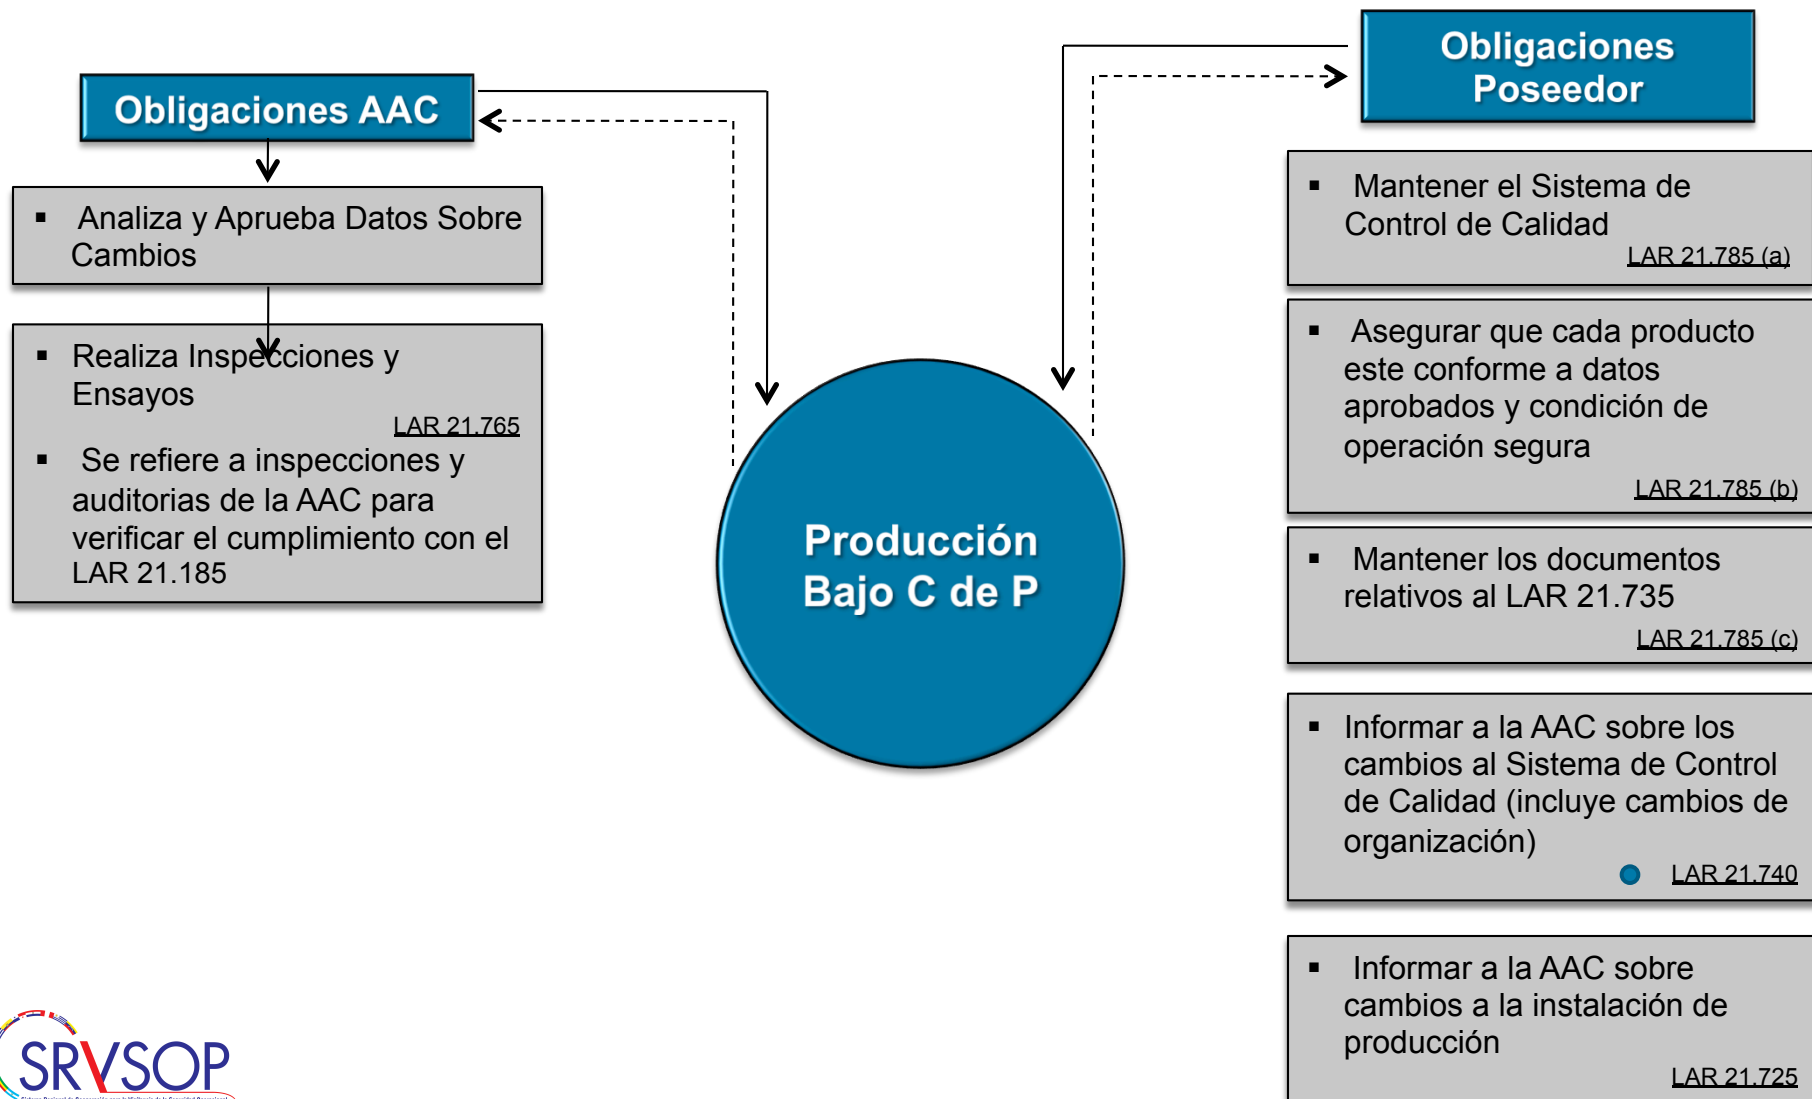 Obligaciones AAC
▪ Analiza y Aprueba Datos Sobre
Cambios
▪ Realiza Inspecciones y
Ensayos
LAR 21.765
▪ Se refiere a inspecciones y
auditorias de la AAC para
verificar el cumplimiento con el
LAR 21.185
Producción
Bajo C de P
Obligaciones
Poseedor
▪ Mantener el Sistema de
Control de Calidad
LAR 21.785 (a)
▪ Asegurar que cada producto
este conforme a datos
aprobados y condición de
operación segura
LAR 21.785 (b)
▪ Mantener los documentos
relativos al LAR 21.735
LAR 21.785 (c)
▪ Informar a la AAC sobre los
cambios al Sistema de Control
de Calidad (incluye cambios de
organización)
LAR 21.740
▪ Informar a la AAC sobre
cambios a la instalación de
producción
LAR 21.725
SRVSOP